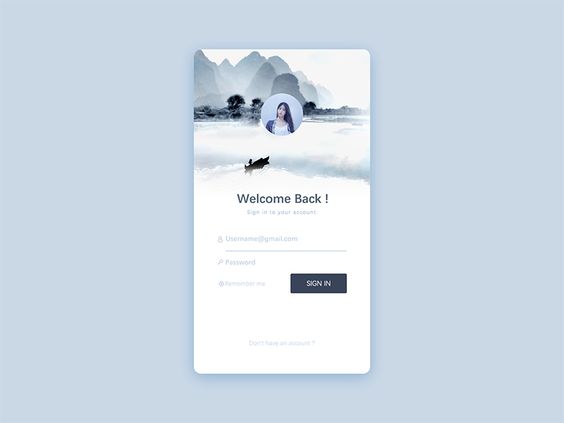 Welcome Back !
Sign in to your account
Username@gmail.com
Password
Remember me
SIGN IN
Don't have an account ?